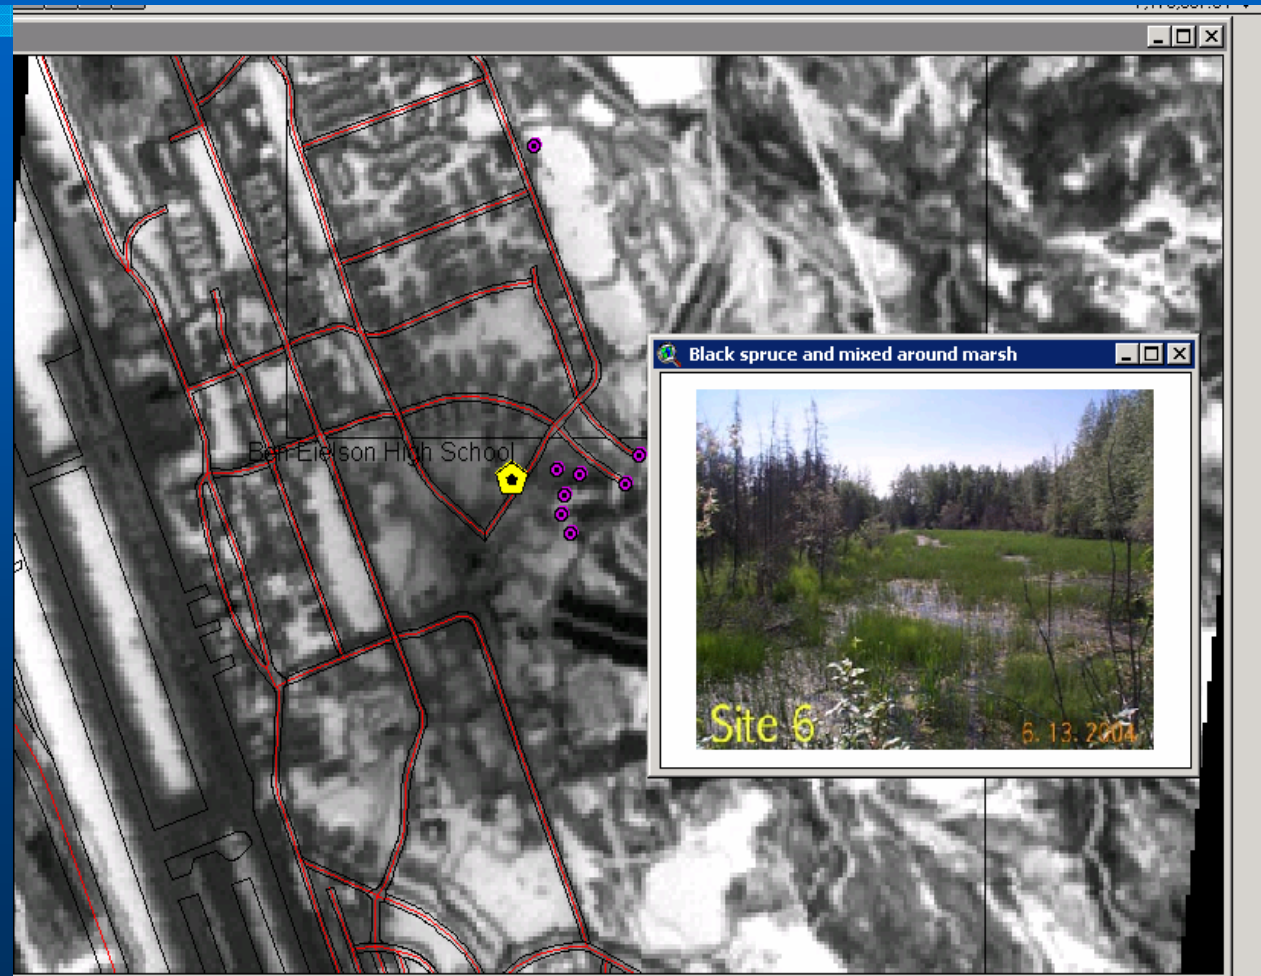 Black spruce and mixed around marsh
Ben Eielson High School
Site 6
6. 13. 2004